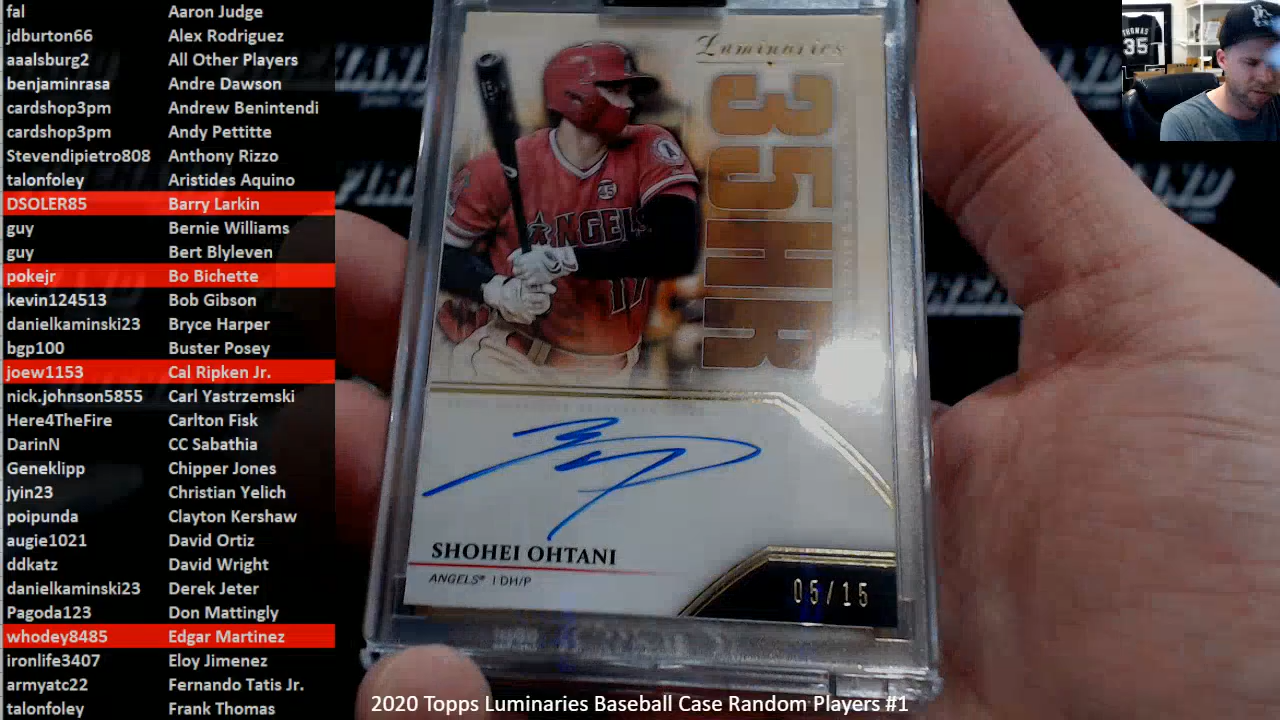 fal Aaron Judge
jdburton66 Alex Rodriguez
aaalsburg2 All Other Players
benjaminrasa Andre Dawson
cardshop3pm Andrew Benintendi
cardshop3pm Andy Pettitte
Stevendipietro808 Anthony Rizzo
talonfoley Aristides Aquino
DSOLER85 Barry Larkin
guy Bernie Williams
guy Bert Blyleven
pokejr Bo Bichette
kevin124513 Bob Gibson
danielkaminski23 Bryce Harper
bgp100 Buster Posey
joew1153 Cal Ripken Jr.
nick.johnson5855 Carl Yastrzemski
Here4TheFire Carlton Fisk
DarinN CC Sabathia
Geneklipp Chipper Jones
jyin23 Christian Yelich
poipunda Clayton Kershaw
augie1021 David Ortiz
ddkatz David Wright
danielkaminski23 Derek Jeter
Pagoda123 Don Mattingly
whodey8485 Edgar Martinez
ironlife3407 Eloy Jimenez
armyatc22 Fernando Tatis Jr.
talonfoley Frank Thomas
Luminaries
35HR
ANGELS
17
SHOHEI OHTANI
ANGELS® | DH/P
05/15
THOMAS
35
2020 Topps Luminaries Baseball Case Random Players #1